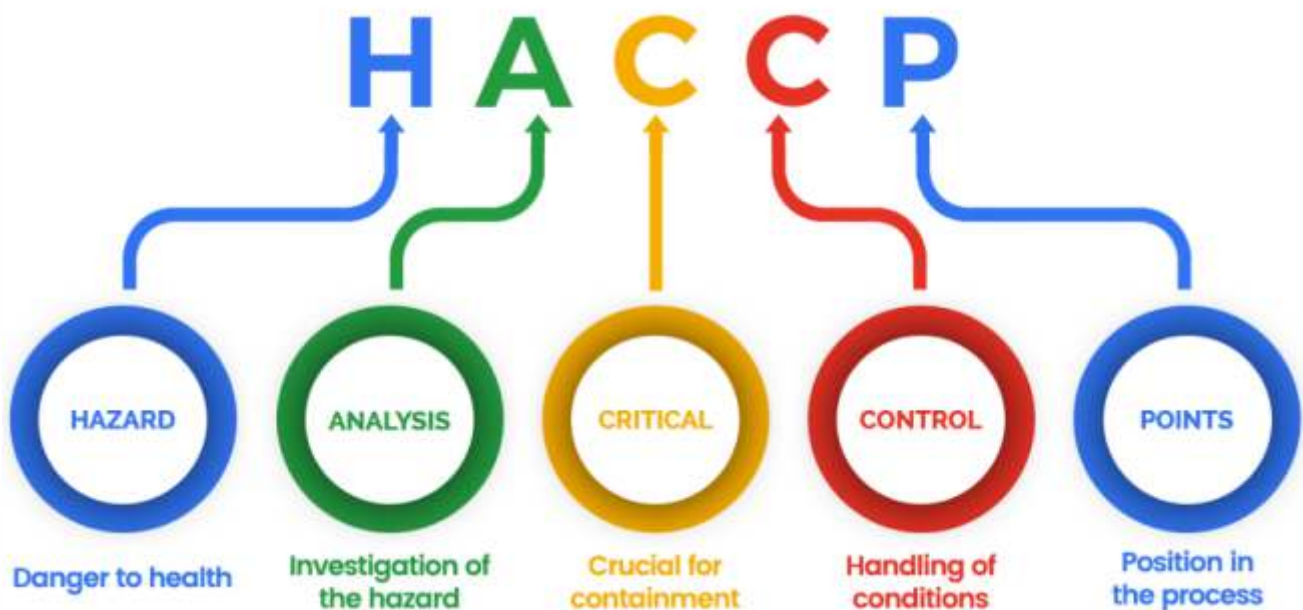 HACCP
HAZARD
ANALYSIS
CRITICAL
CONTROL
POINTS
Danger to health
Investigation of
the hazard
Crucial for
containment
Handling of
conditions
Position in
the process